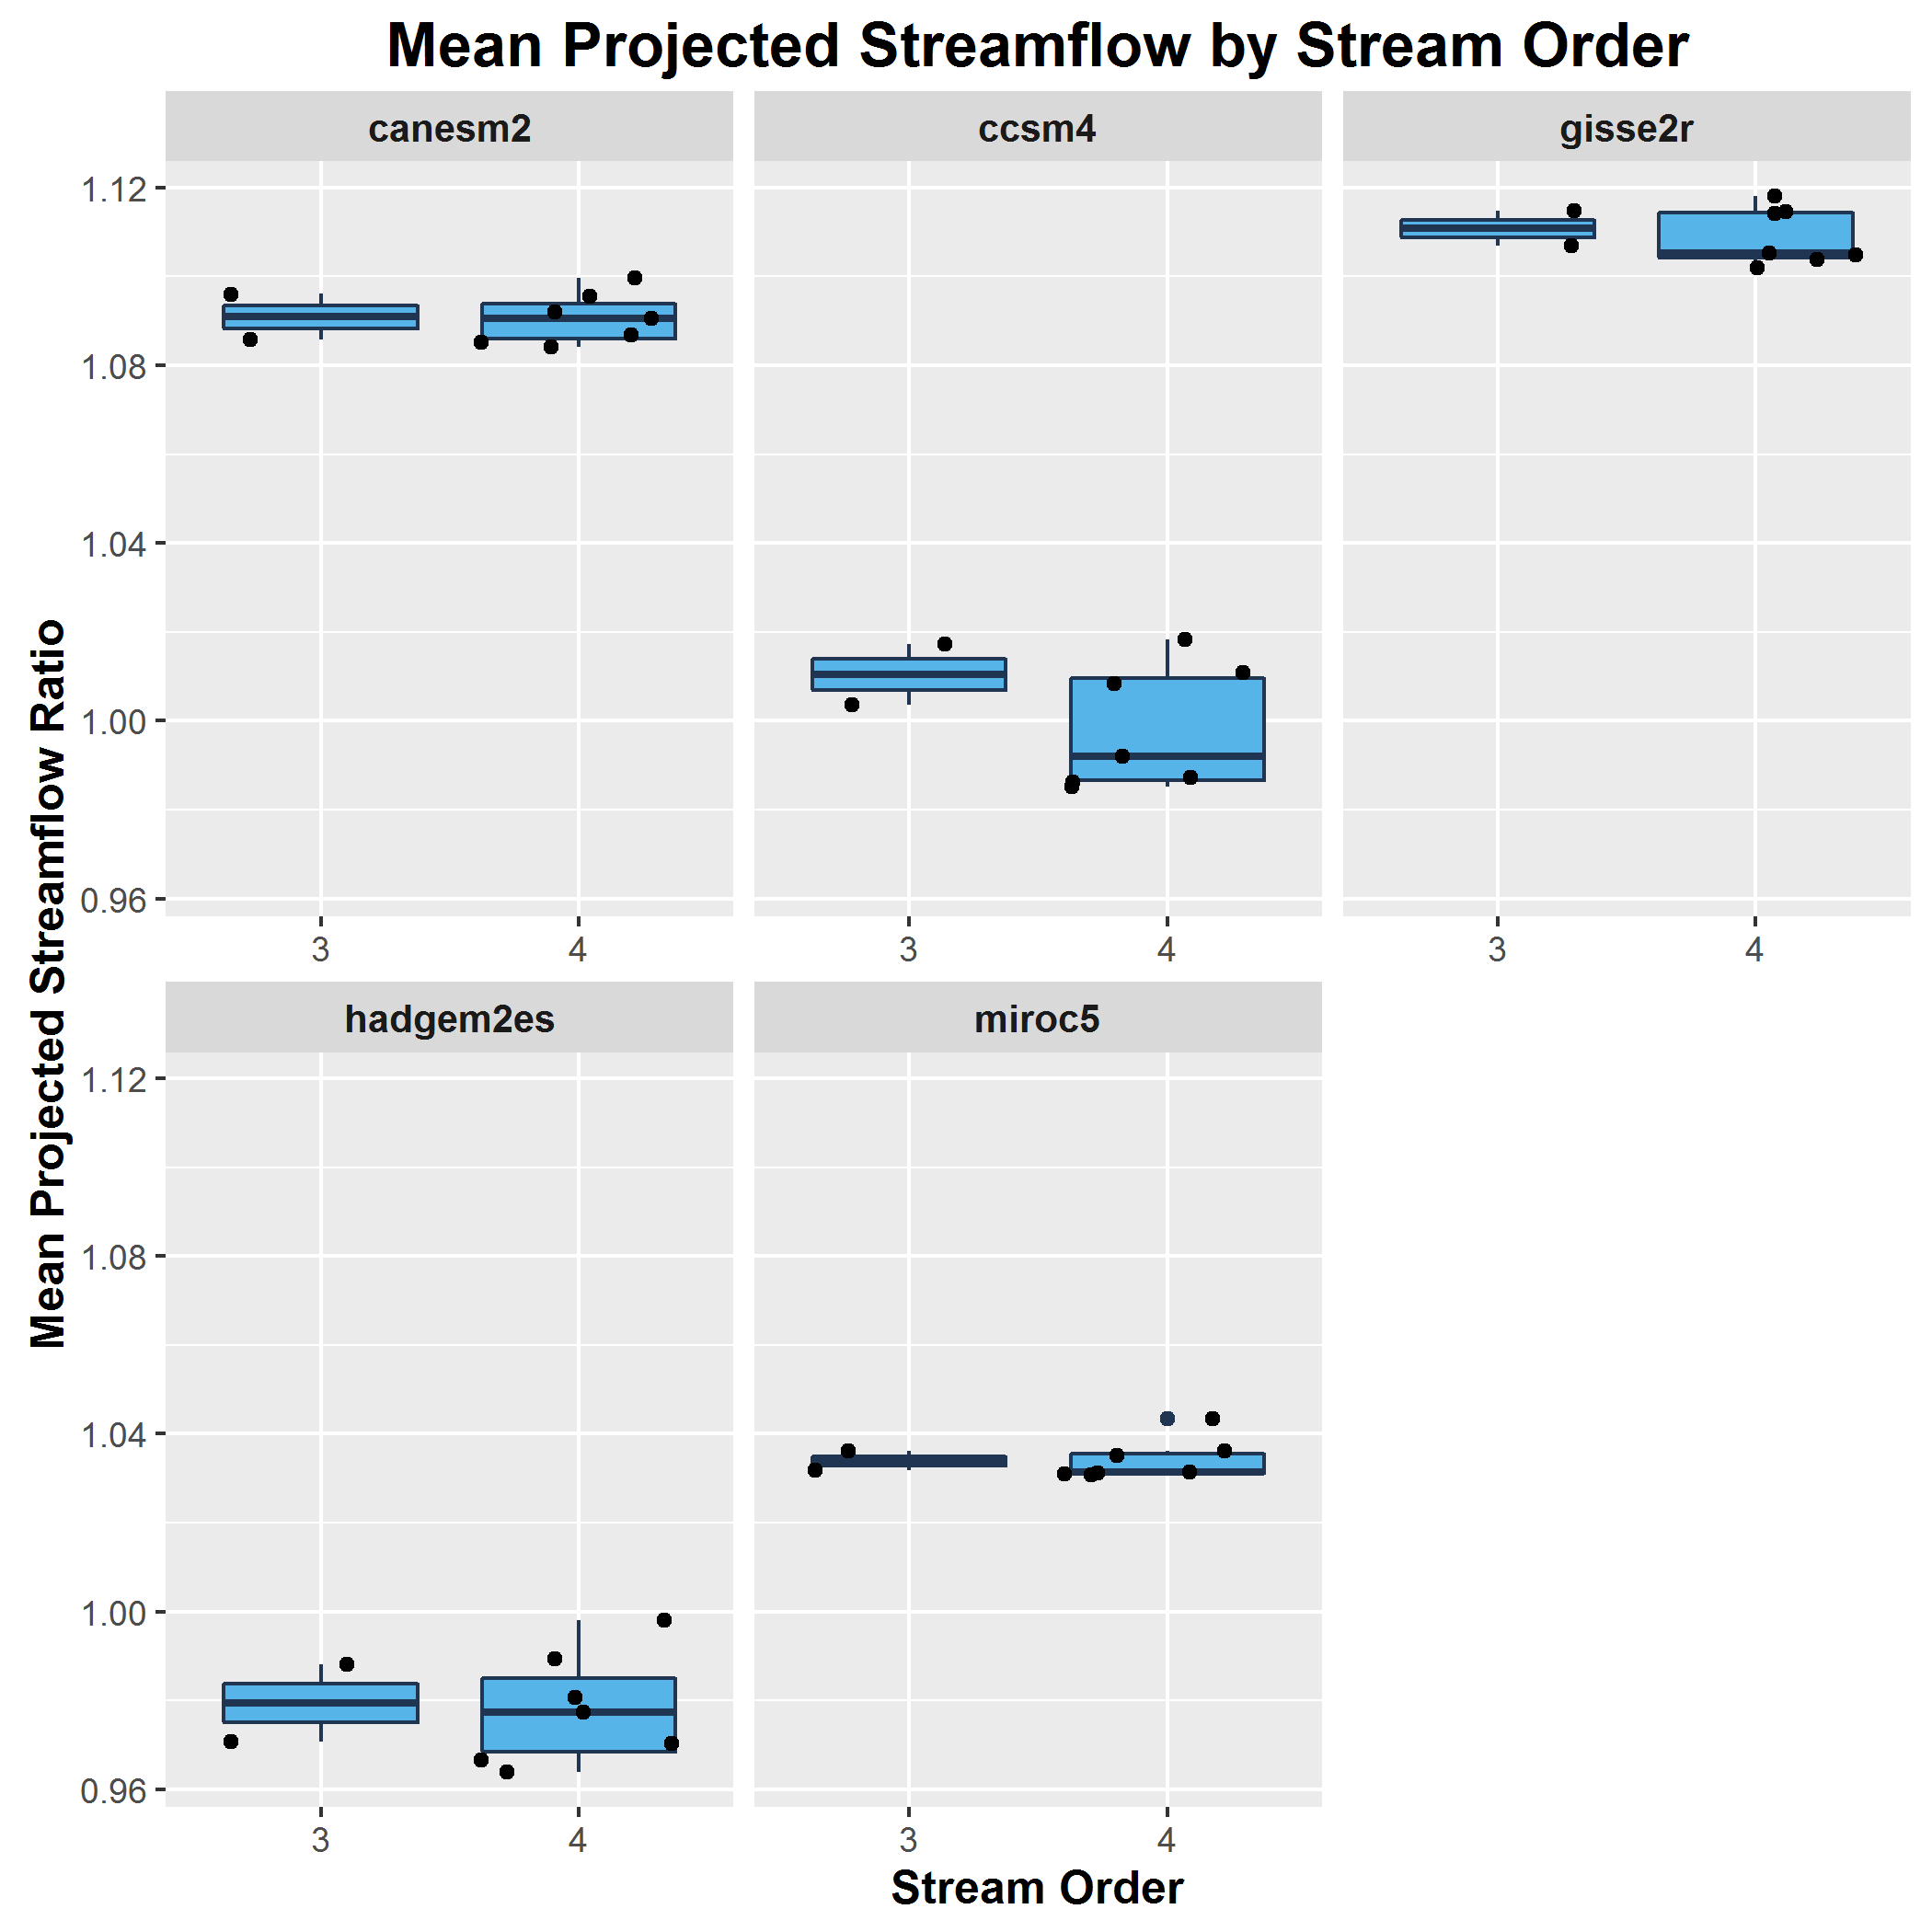 Mean Projected Streamflow by Stream Order
canesm2
ccsm4
gisse2r
1.12
1.08
1.04
1.00
0.96
3
4
3
4
3
4
Mean Projected Streamflow Ratio
hadgem2es
miroc5
1.12
1.08
1.04
1.00
0.96
3
4
3
4
Stream Order